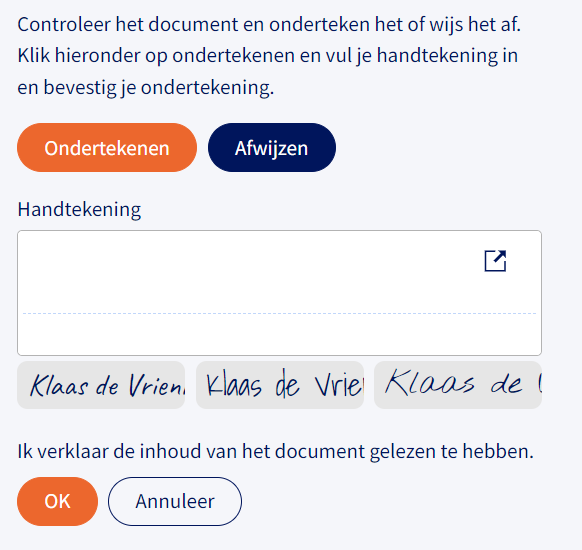 Controleer het document en onderteken het of wijs het af.
Klik hieronder op ondertekenen en vul je handtekening in
en bevestig je ondertekening.
Ondertekenen Afwijzen
Handtekening
Klaas de Vrien Klaas de Vrie Klaas de
Ik verklaar de inhoud van het document gelezen te hebben.
OK Annuleer